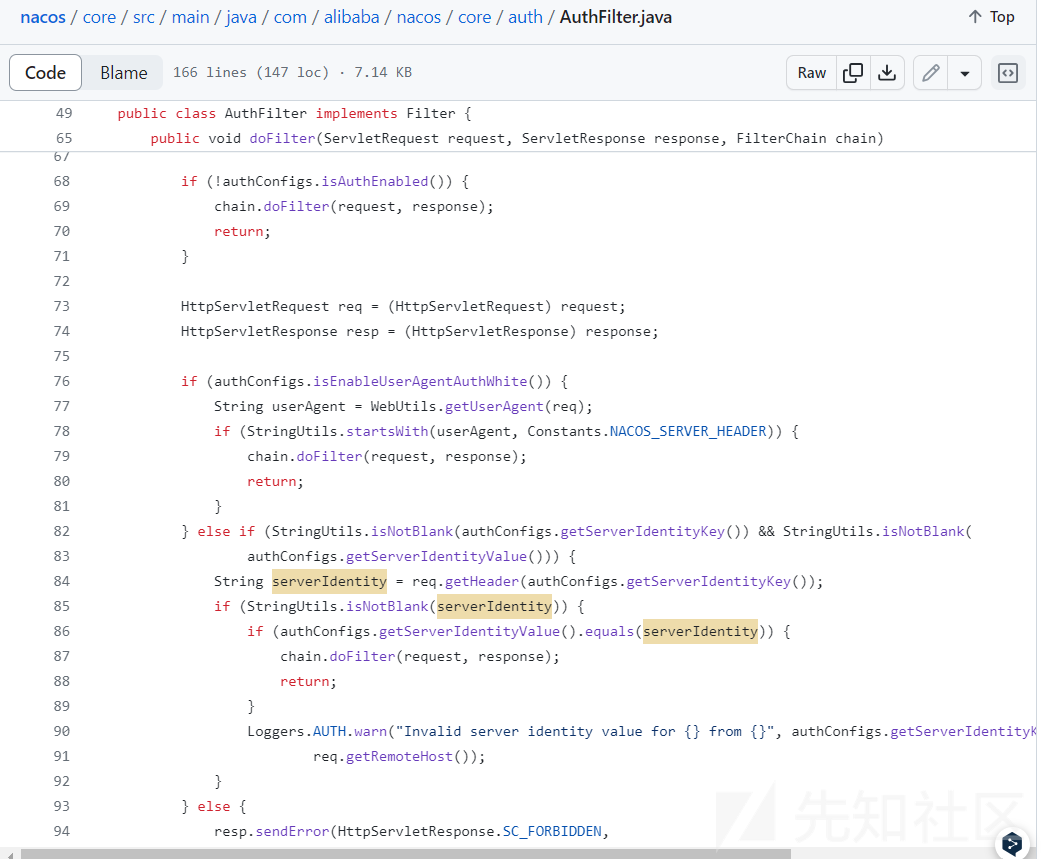 nacos / core / src / main / java / com / alibaba / nacos / core / auth / AuthFilter.java
Top
Code Blame 166 lines (147 loc) · 7.14 KB Raw
49 public class AuthFilter implements Filter {
65 public void doFilter(ServletRequest request, ServletResponse response, FilterChain chain)
67
68 if (!authConfigs.isAuthEnabled()) {
69 chain.doFilter(request, response);
70 return;
71 }
72
73 HttpServletRequest req = (HttpServletRequest) request;
74 HttpServletResponse resp = (HttpServletResponse) response;
75
76 if (authConfigs.isEnableUserAgentAuthWhite()) {
77 String userAgent = WebUtils.getUserAgent(req);
78 if (StringUtils.startsWith(userAgent, Constants.NACOS_SERVER_HEADER)) {
79 chain.doFilter(request, response);
80 return;
81 }
82 } else if (StringUtils.isNotBlank(authConfigs.getServerIdentityKey()) && StringUtils.isNotBlank(
83 authConfigs.getServerIdentityValue())) {
84 String serverIdentity = req.getHeader(authConfigs.getServerIdentityKey());
85 if (StringUtils.isNotBlank(serverIdentity)) {
86 if (authConfigs.getServerIdentityValue().equals(serverIdentity)) {
87 chain.doFilter(request, response);
88 return;
89 }
90 Loggers.AUTH.warn("Invalid server identity value for {} from {}", authConfigs.getServerIdentityK
91 req.getRemoteHost());
92 }
93 } else {
94 resp.sendError(HttpServletResponse.SC_FORBIDDEN,
先知社区